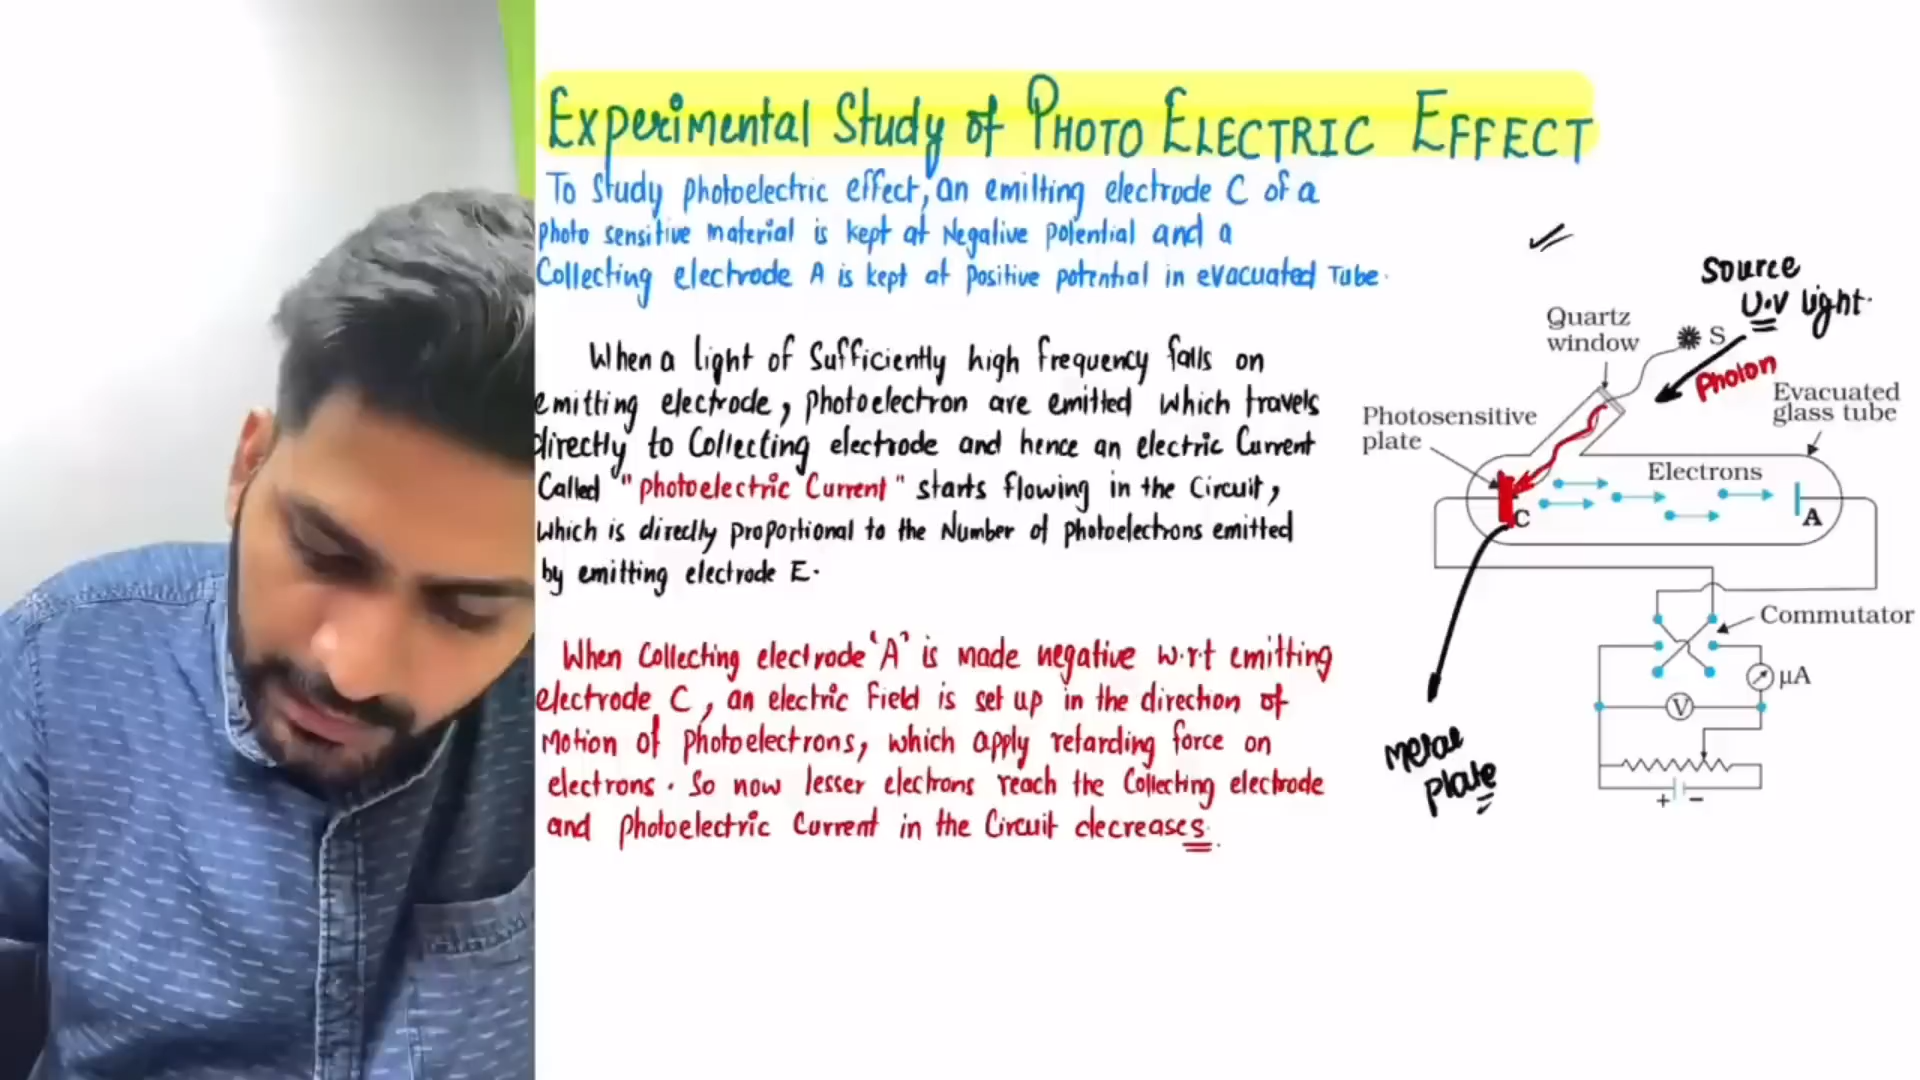 Experimental Study of PHOTO ELECTRIC EFFECT
To study photoelectric effect, an emitting electrode C of a
photo sensitive material is kept at Negative potential and a
Collecting electrode A is kept at positive potential in evacuated Tube.
When a light of sufficiently high frequency falls on
emitting electrode, photoelectron are emitted which travels
directly to Collecting electrode and hence an electric Current
Called "photoelectric Current" starts flowing in the Circuit,
which is directly proportional to the Number of photoelectrons emitted
by emitting electrode E.
When Collecting electrode 'A' is made negative w.r.t emitting
electrode C, an electric field is set up in the direction of
Motion of photoelectrons, which apply retarding force on
electrons. So now lesser electrons reach the Collecting electrode
and photoelectric Current in the Circuit decreases.
Source
U.V light.
Quartz
window
S
Photon
Evacuated
glass tube
Photosensitive
plate
Electrons
C
A
Commutator
μA
V
+ −
Metal
plate